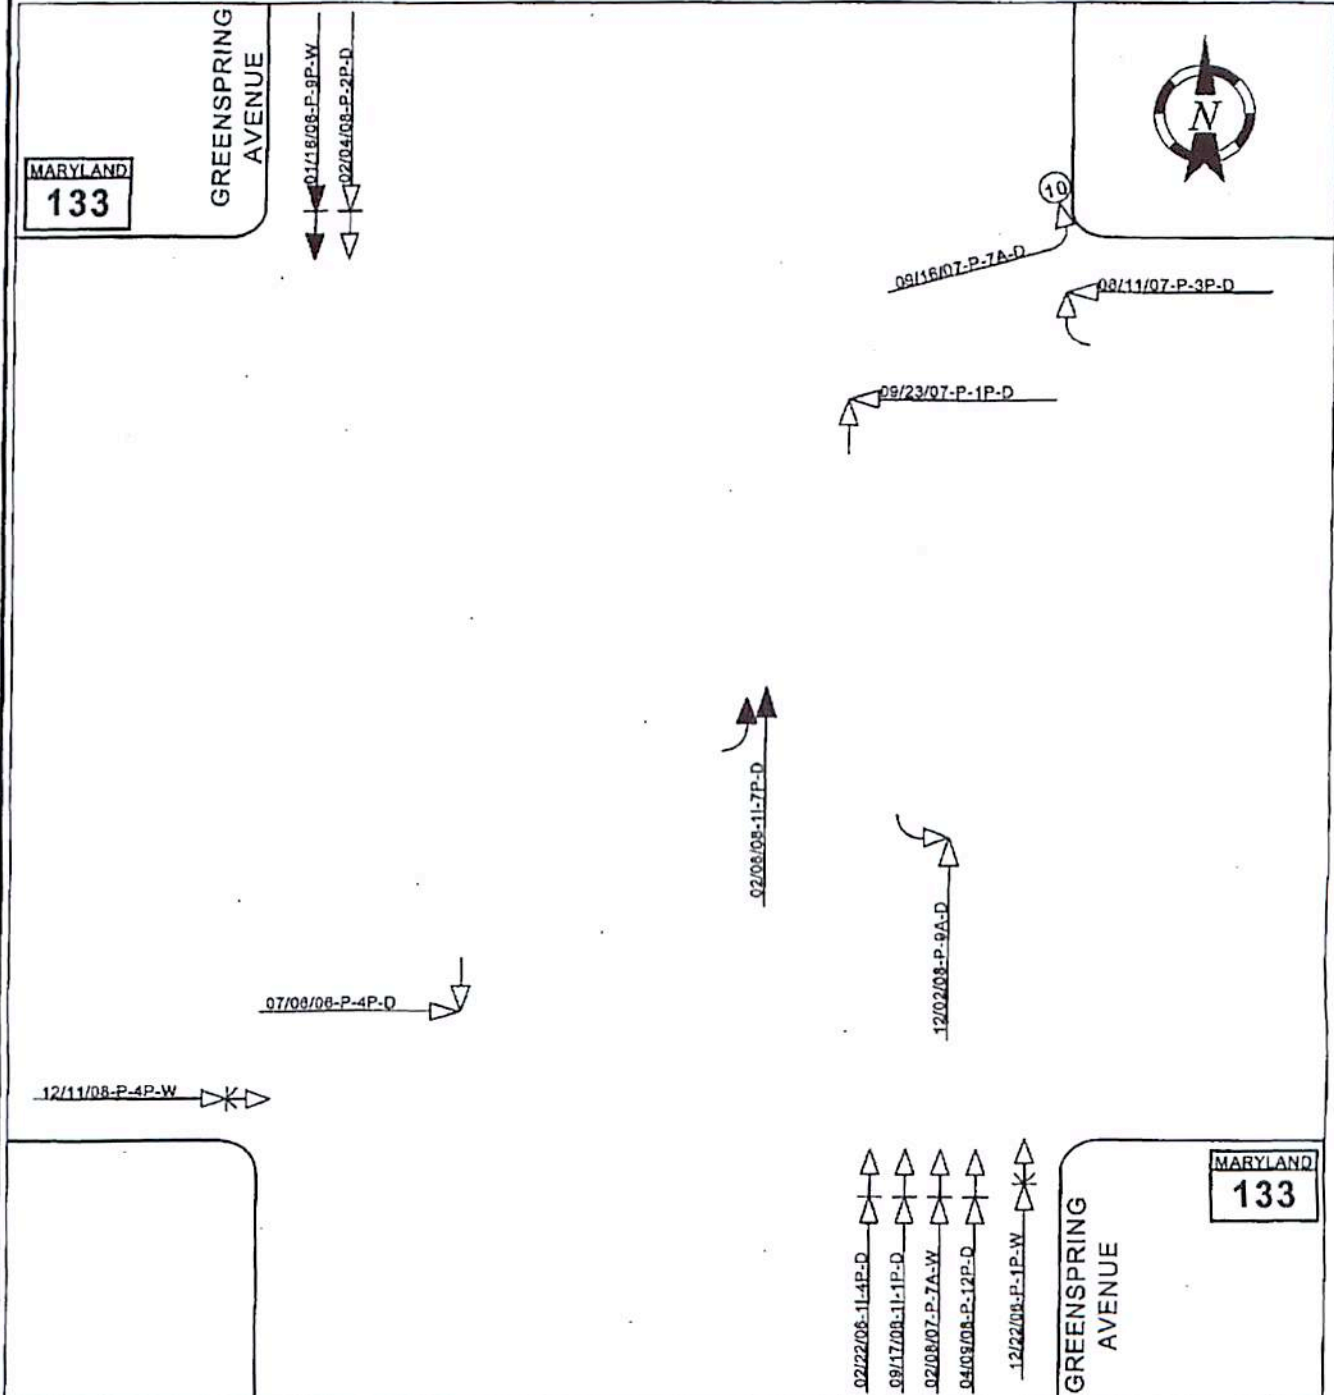 GREENSPRING
AVENUE
01/16/06-P-9P-W
02/04/08-P-2P-D
MARYLAND
133
N
10
09/16/07-P-7A-D
08/11/07-P-3P-D
09/23/07-P-1P-D
02/08/08-1I-7P-D
12/02/08-P-9A-D
07/06/06-P-4P-D
12/11/08-P-4P-W
02/22/06-1I-4P-D
09/17/08-1I-1P-D
02/08/07-P-7A-W
04/09/08-P-12P-D
12/22/06-P-1P-W
GREENSPRING
AVENUE
MARYLAND
133